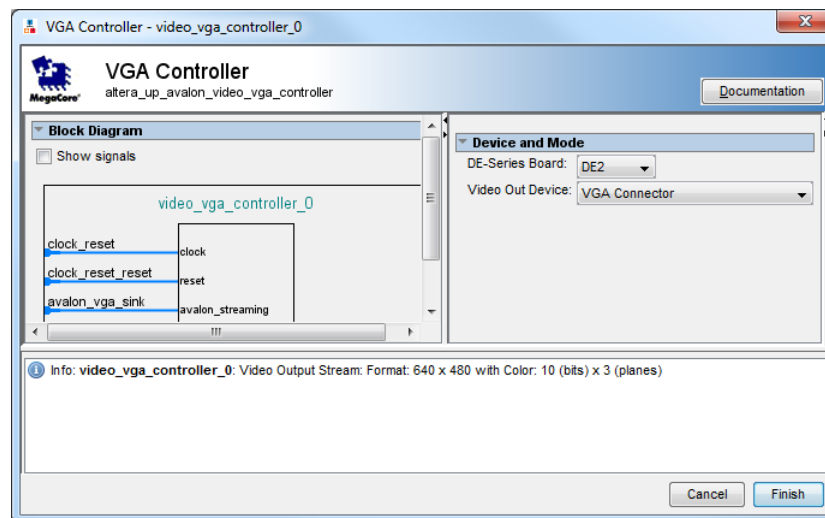 VGA Controller - video_vga_controller_0
X
VGA Controller
altera_up_avalon_video_vga_controller
MegaCore®
Documentation
Block Diagram
Show signals
video_vga_controller_0
clock_reset
clock
clock_reset_reset
reset
avalon_vga_sink
avalon_streaming
Device and Mode
DE-Series Board: DE2
Video Out Device: VGA Connector
Info: video_vga_controller_0: Video Output Stream: Format: 640 x 480 with Color: 10 (bits) x 3 (planes)
Cancel Finish